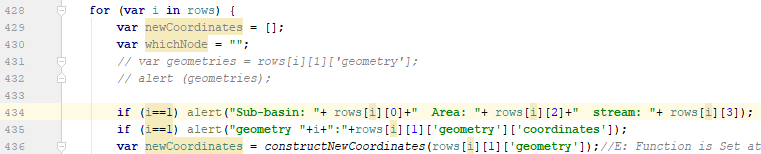 428 for (var i in rows) {
429 var newCoordinates = [];
430 var whichNode = "";
431 // var geometries = rows[i][1]['geometry'];
432 // alert (geometries);
433
434 if (i==1) alert("Sub-basin: "+ rows[i][0]+"  Area: "+ rows[i][2]+"  stream: "+ rows[i][3]);
435 if (i==1) alert("geometry "+i+":"+rows[i][1]['geometry']['coordinates']);
436 var newCoordinates = constructNewCoordinates(rows[i][1]['geometry']);//E: Function is Set at